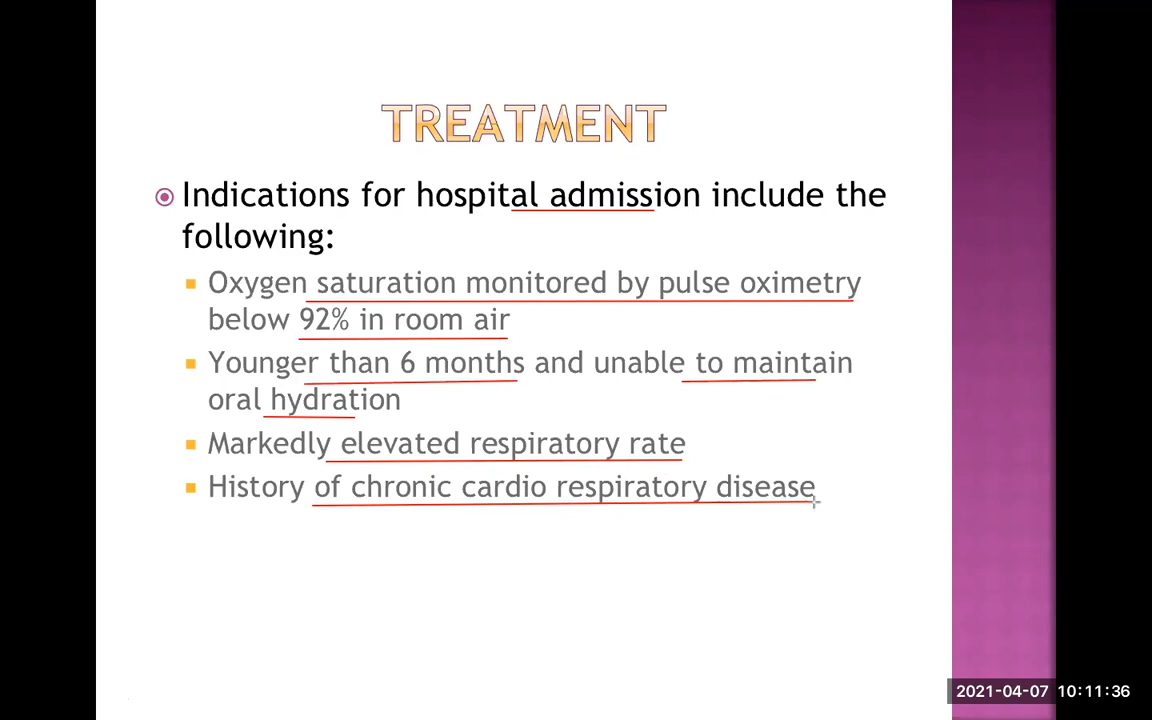 TREATMENT
Indications for hospital admission include the
following:
Oxygen saturation monitored by pulse oximetry
below 92% in room air
Younger than 6 months and unable to maintain
oral hydration
Markedly elevated respiratory rate
History of chronic cardio respiratory disease
2021-04-07 10:11:36